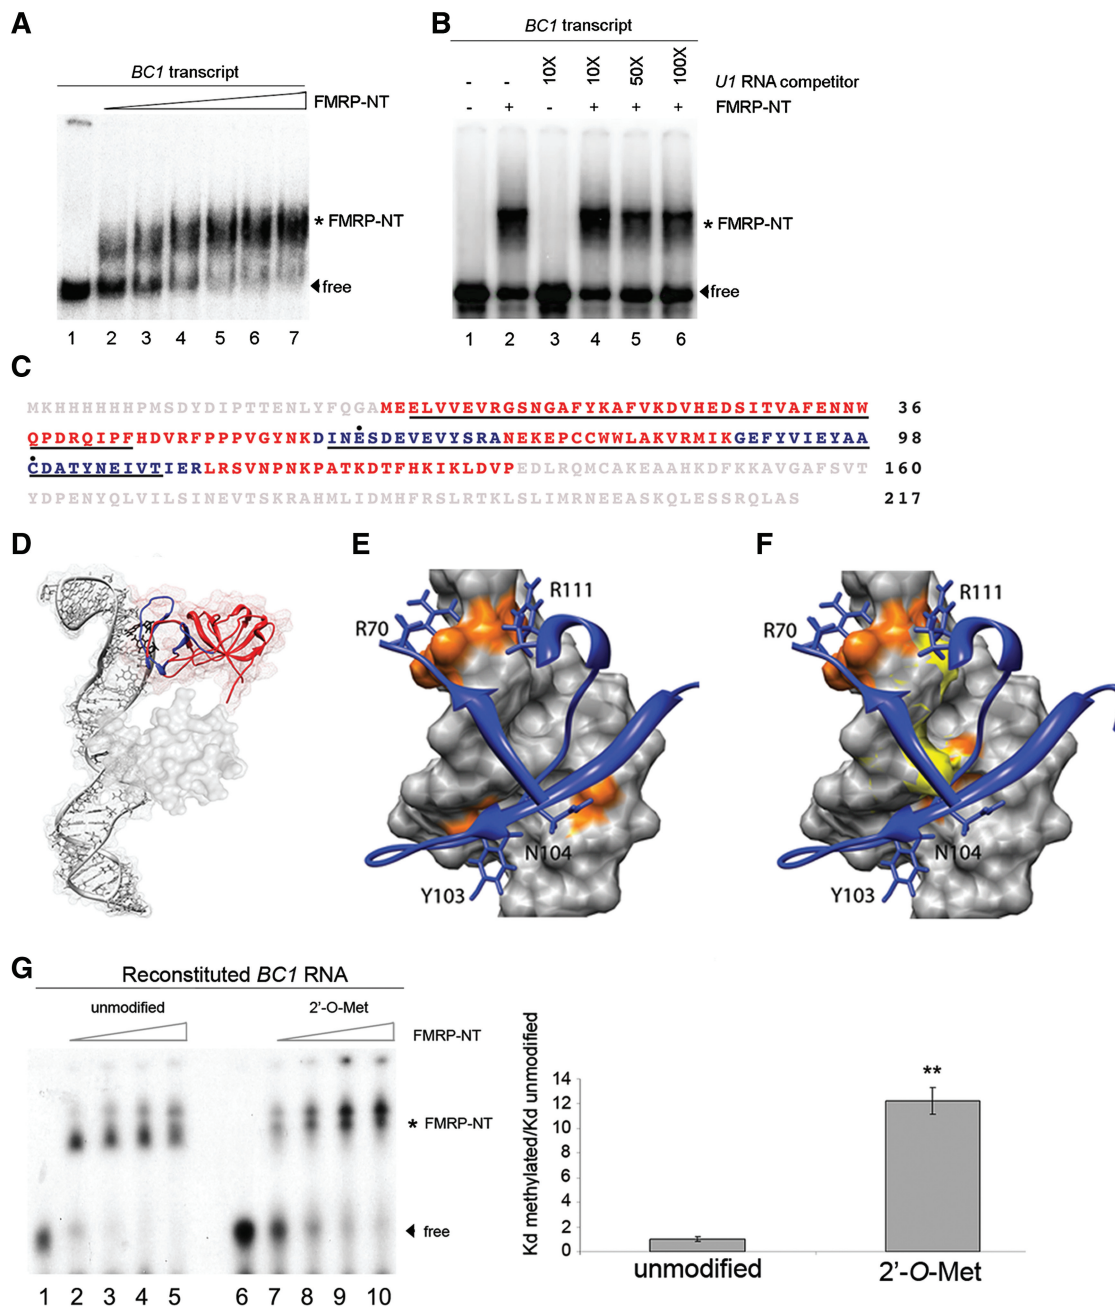 A
BC1 transcript
FMRP-NT
* FMRP-NT
free
1 2 3 4 5 6 7
B
BC1 transcript
- - 10X 10X 50X 100X U1 RNA competitor
- + - + + + FMRP-NT
* FMRP-NT
free
1 2 3 4 5 6
C
MKHHHHHHPMSDYDIPTTENLYFQGAMEELVVEVRGSNGAFYKAFVKDVHEDSITVAFENNW 36
QPDRQIPFHDVRFPPPVGYNKDINESDEVEVYSRANEKEPCCWWLAKVRMIKGEFYVIEYAA 98
CDATYNEIVTIERLRSVNPNKPATKDTFHKIKLDVPEDLRQMCAKEAAHKDFKKAVGAFSVT 160
YDPENYQLVILSINEVTSKRAHMLIDMHFRSLRTKLSLIMRNEEASKQLESSRQLAS 217
D
E
R111
R70
N104
Y103
F
R111
R70
N104
Y103
G
Reconstituted BC1 RNA
unmodified 2'-O-Met
FMRP-NT
* FMRP-NT
free
1 2 3 4 5 6 7 8 9 10
Kd methylated/Kd unmodified
14
12
10
8
6
4
2
0
**
unmodified 2'-O-Met